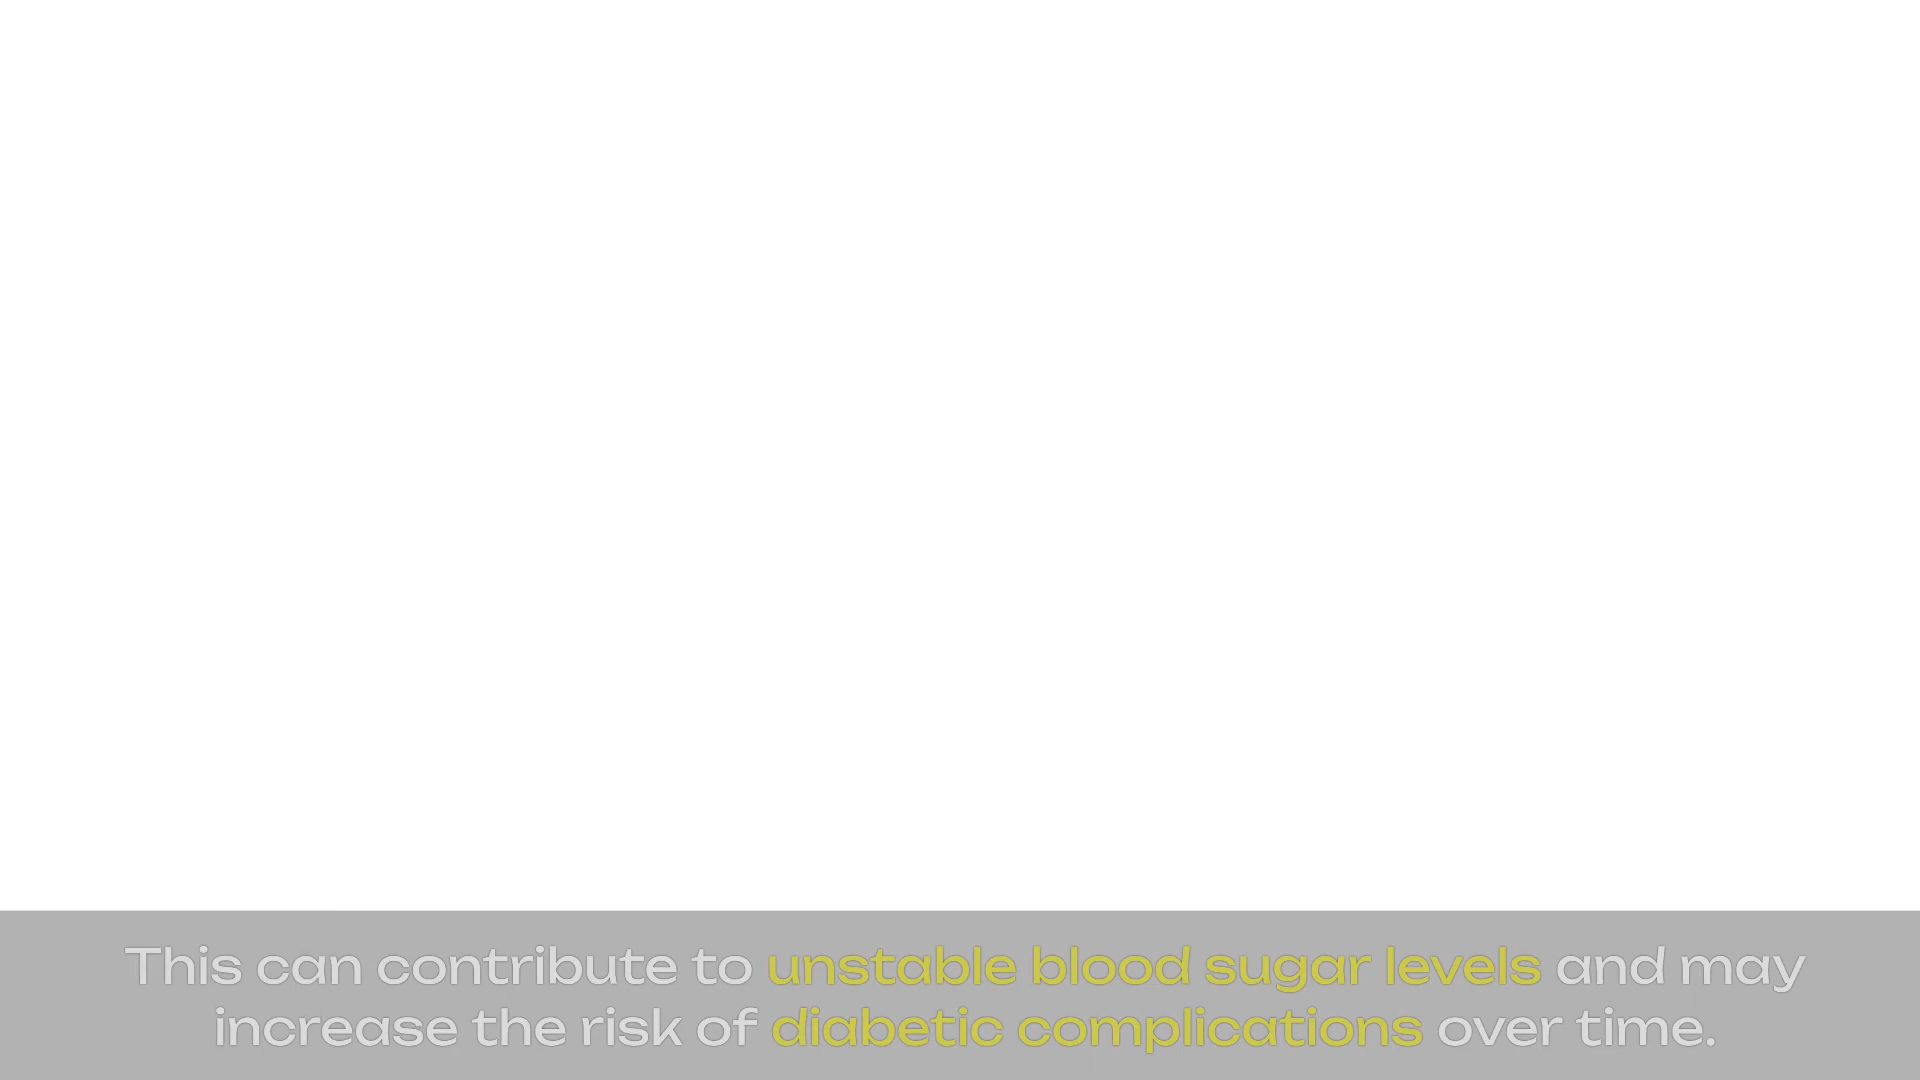 This can contribute to unstable blood sugar levels and may
increase the risk of diabetic complications over time.